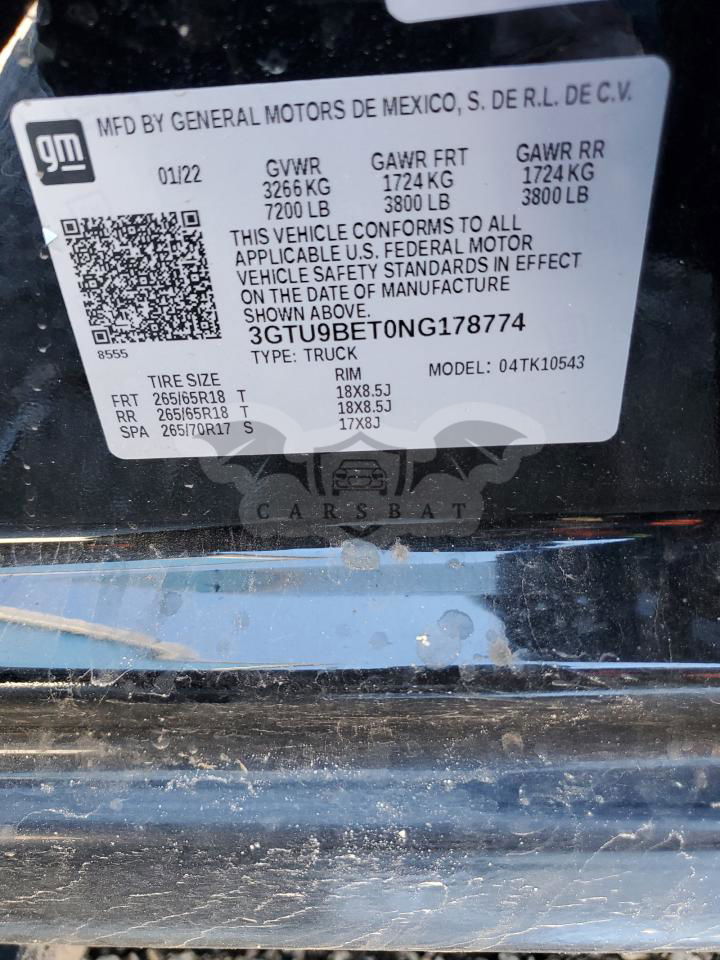 MFD BY GENERAL MOTORS DE MEXICO, S. DE R.L. DE C.V.
gm
01/22
GVWR GAWR FRT GAWR RR
3266 KG 1724 KG 1724 KG
7200 LB 3800 LB 3800 LB
THIS VEHICLE CONFORMS TO ALL
APPLICABLE U.S. FEDERAL MOTOR
VEHICLE SAFETY STANDARDS IN EFFECT
ON THE DATE OF MANUFACTURE
SHOWN ABOVE.
8555
3GTU9BET0NG178774
TYPE: TRUCK MODEL: 04TK10543
TIRE SIZE RIM
FRT 265/65R18 T 18X8.5J
RR 265/65R18 T 18X8.5J
SPA 265/70R17 S 17X8J
CARSBAT